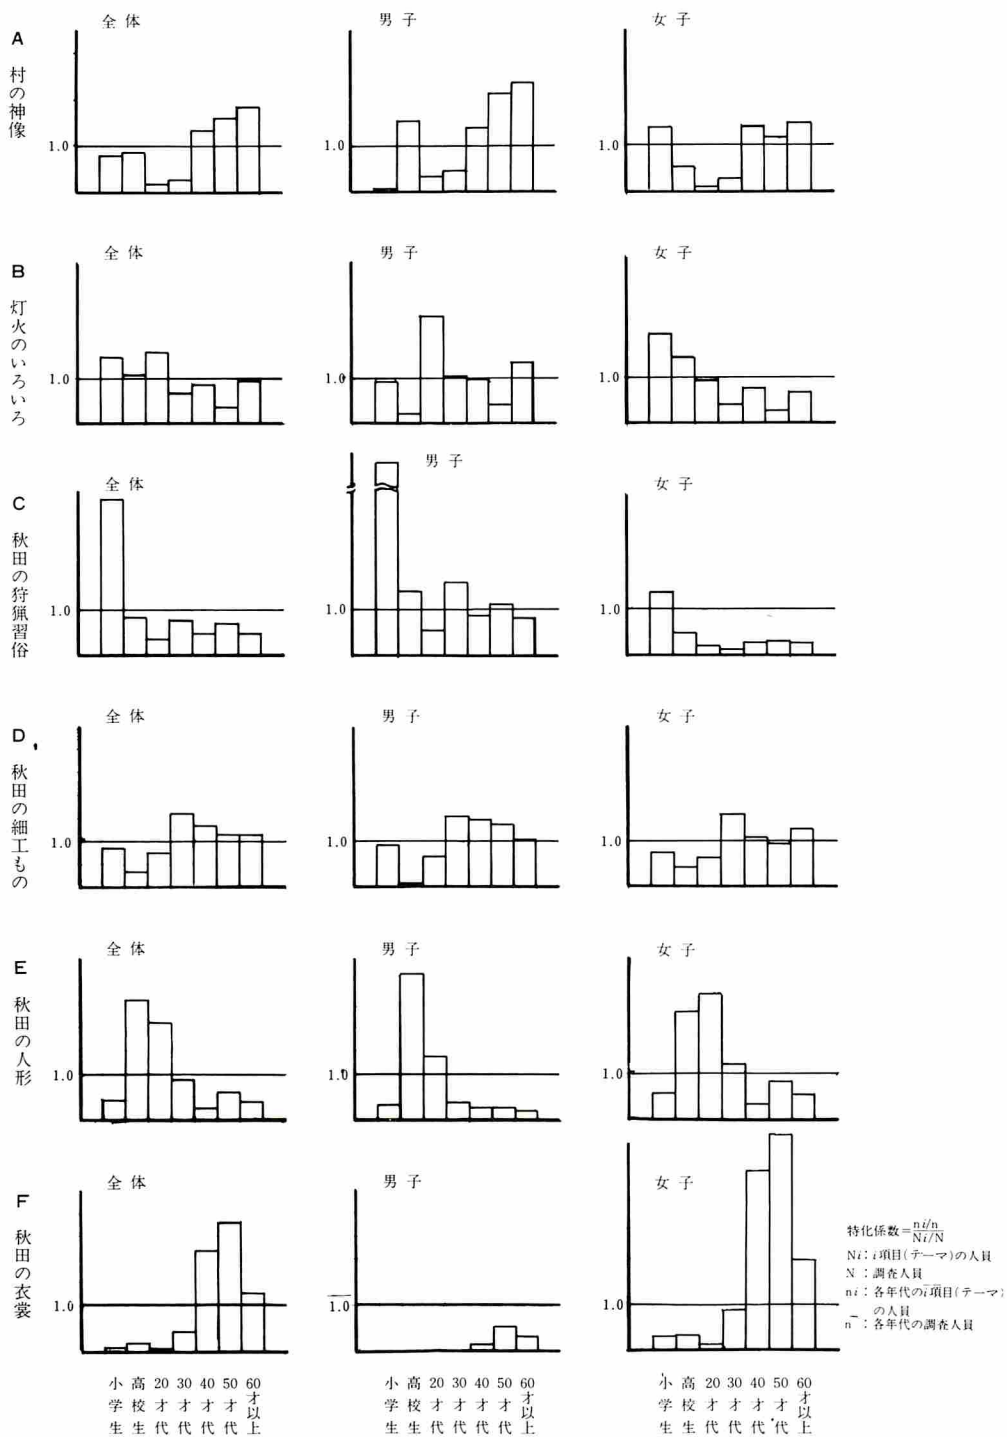 A 村の神像
全体
男子
女子
1.0
1.0
1.0
B 灯火のいろいろ
全体
男子
女子
1.0
1.0
1.0
C 秋田の狩猟習俗
全体
男子
女子
1.0
1.0
1.0
D 秋田の細工もの
全体
男子
女子
1.0
1.0
1.0
E 秋田の人形
全体
男子
女子
1.0
1.0
1.0
F 秋田の衣裳
全体
男子
女子
1.0
1.0
1.0
小学生 高校生 20才代 30才代 40才代 50才代 60才以上
小学生 高校生 20才代 30才代 40才代 50才代 60才以上
小学生 高校生 20才代 30才代 40才代 50才代 60才以上
特化係数=ni/n / Ni/N
Ni:i項目(テーマ)の人員
N:調査人員
ni:各年代のi項目(テーマ)
の人員
n:各年代の調査人員